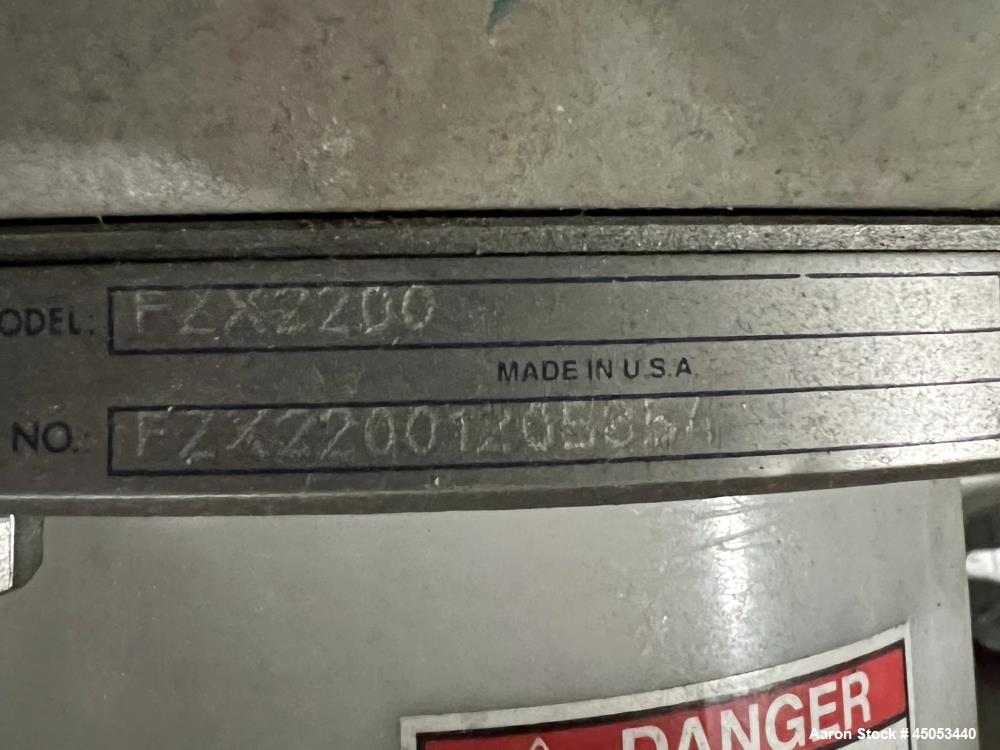 ODEL: FZX2200
MADE IN U.S.A.
NO.:
DANGER
Aaron Stock # 45053440